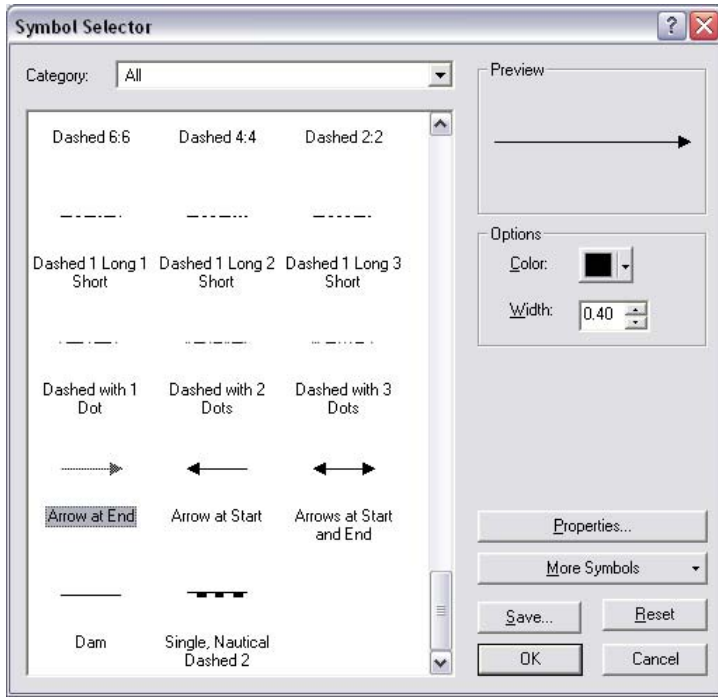 Symbol Selector
Category: All
Dashed 6:6 Dashed 4:4 Dashed 2:2
Dashed 1 Long 1 Short
Dashed 1 Long 2 Short
Dashed 1 Long 3 Short
Dashed with 1 Dot
Dashed with 2 Dots
Dashed with 3 Dots
Arrow at End
Arrow at Start
Arrows at Start and End
Dam
Single, Nautical Dashed 2
Preview
Options
Color:
Width: 0.40
Properties...
More Symbols
Save... Reset
OK Cancel